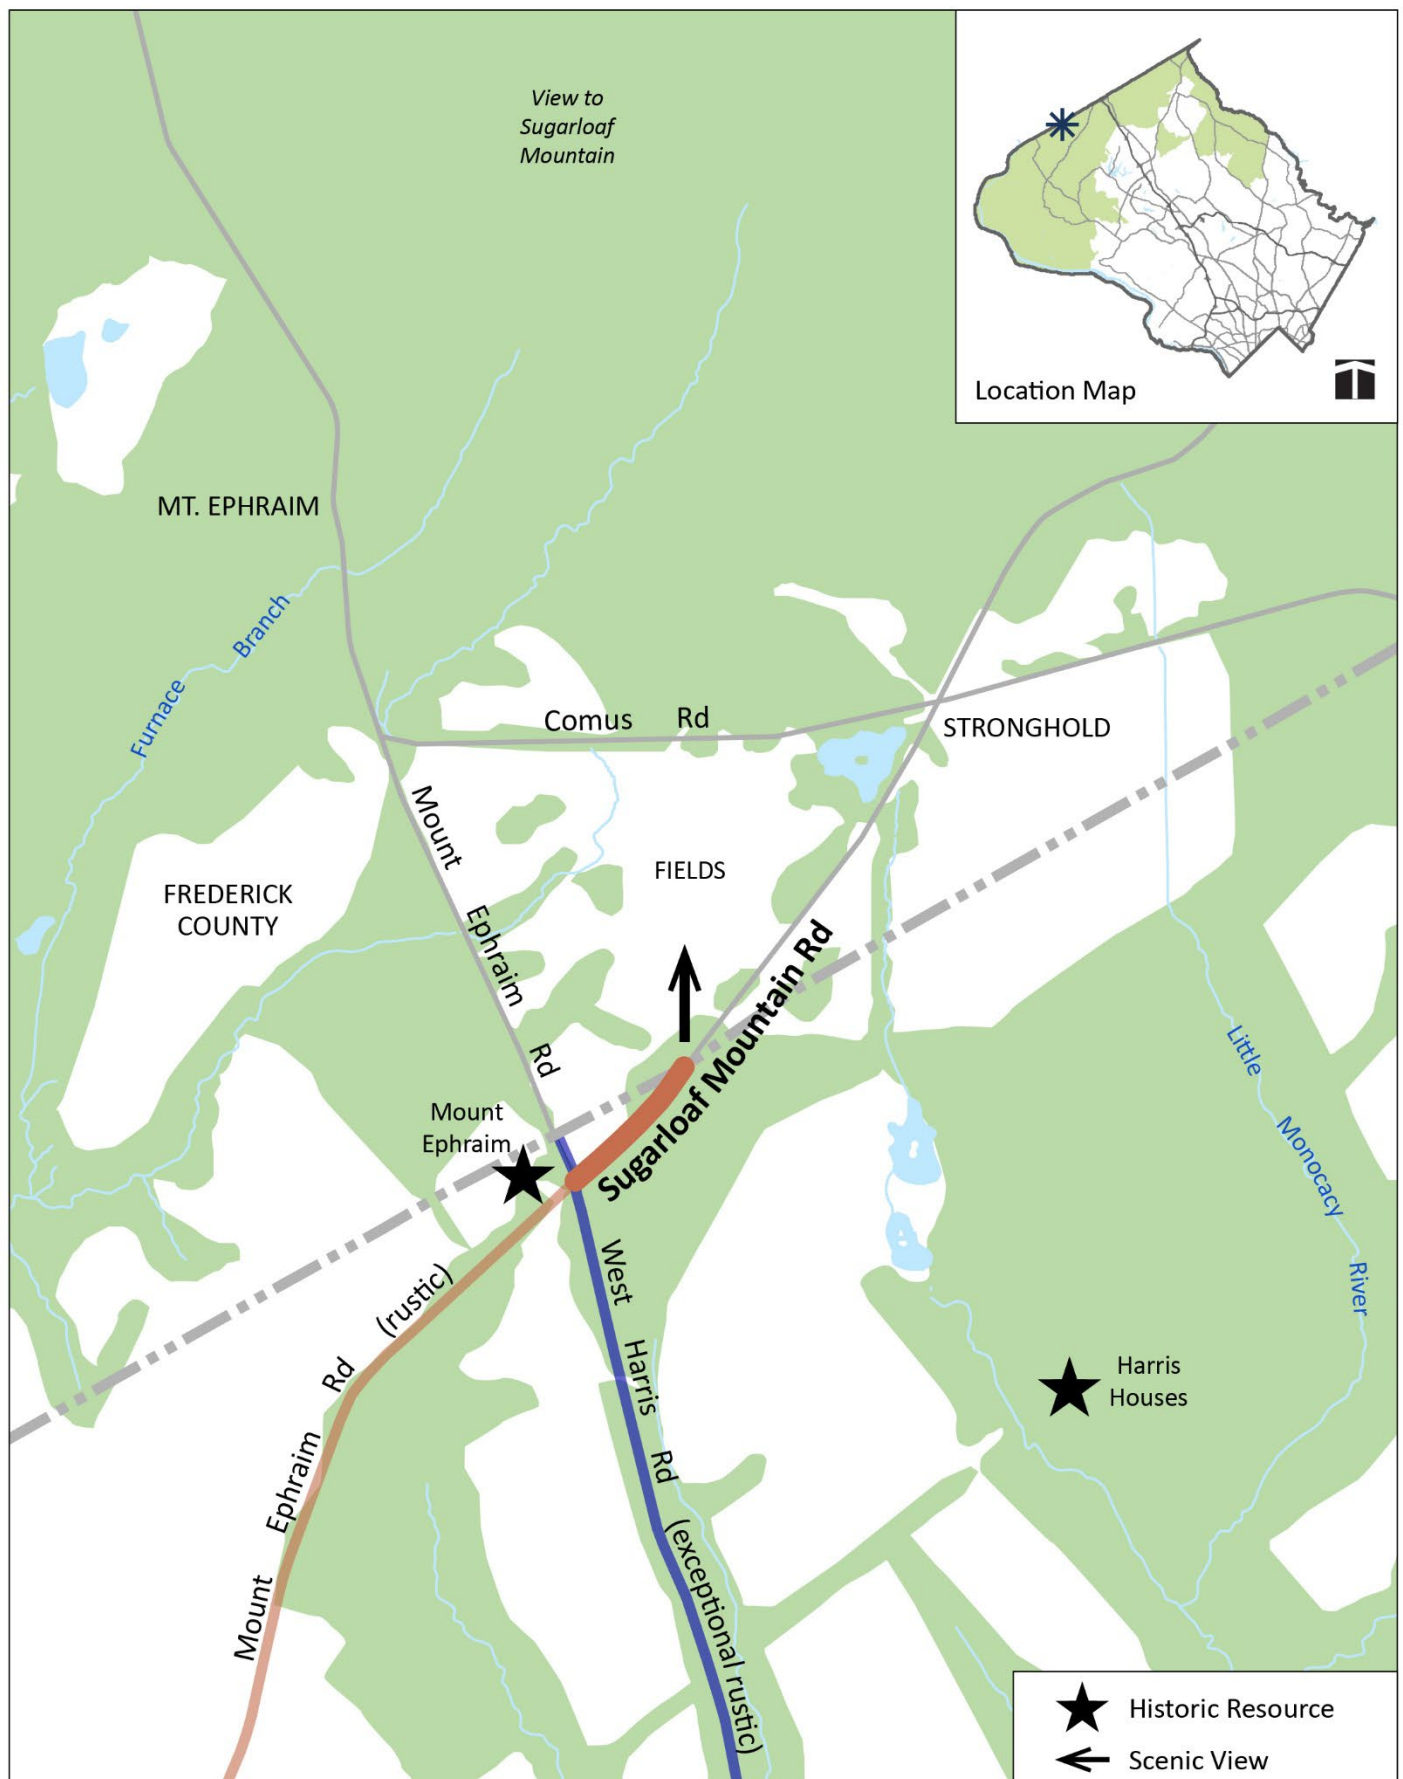 View to
Sugarloaf
Mountain
Location Map
MT. EPHRAIM
Furnace Branch
Comus Rd
STRONGHOLD
Mount Ephraim Rd
FIELDS
FREDERICK
COUNTY
Sugarloaf Mountain Rd
Little Monocacy River
Mount
Ephraim
West Harris Rd (exceptional rustic)
Mount Ephraim Rd (rustic)
Harris
Houses
Historic Resource
Scenic View